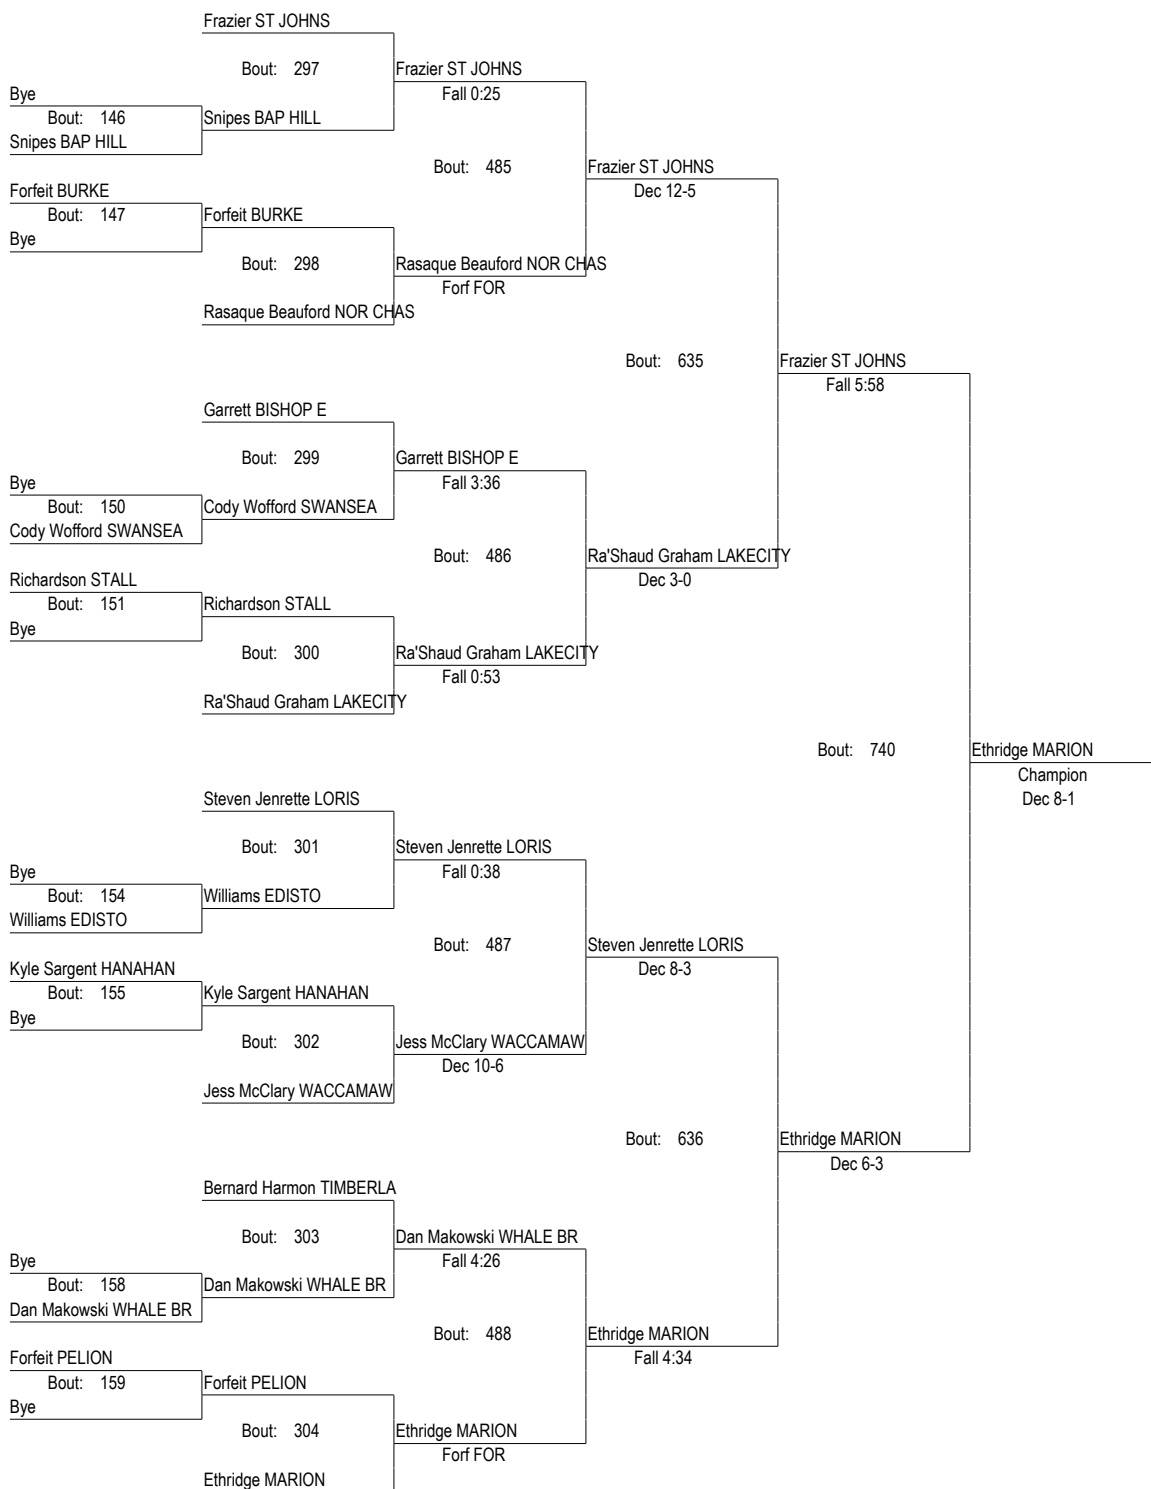 Frazier ST JOHNS
Bout: 297
Frazier ST JOHNS
Bye
Fall 0:25
Bout: 146
Snipes BAP HILL
Snipes BAP HILL
Bout: 485
Frazier ST JOHNS
Forfeit BURKE
Dec 12-5
Bout: 147
Forfeit BURKE
Bye
Bout: 298
Rasaque Beauford NOR CHAS
Forf FOR
Rasaque Beauford NOR CHAS
Bout: 635
Frazier ST JOHNS
Fall 5:58
Garrett BISHOP E
Bout: 299
Garrett BISHOP E
Bye
Fall 3:36
Bout: 150
Cody Wofford SWANSEA
Cody Wofford SWANSEA
Bout: 486
Ra'Shaud Graham LAKECITY
Richardson STALL
Dec 3-0
Bout: 151
Richardson STALL
Bye
Bout: 300
Ra'Shaud Graham LAKECITY
Fall 0:53
Ra'Shaud Graham LAKECITY
Bout: 740
Ethridge MARION
Champion
Dec 8-1
Steven Jenrette LORIS
Bout: 301
Steven Jenrette LORIS
Bye
Fall 0:38
Bout: 154
Williams EDISTO
Williams EDISTO
Bout: 487
Steven Jenrette LORIS
Kyle Sargent HANAHAN
Dec 8-3
Bout: 155
Kyle Sargent HANAHAN
Bye
Bout: 302
Jess McClary WACCAMAW
Dec 10-6
Jess McClary WACCAMAW
Bout: 636
Ethridge MARION
Dec 6-3
Bernard Harmon TIMBERLA
Bout: 303
Dan Makowski WHALE BR
Bye
Fall 4:26
Bout: 158
Dan Makowski WHALE BR
Dan Makowski WHALE BR
Bout: 488
Ethridge MARION
Forfeit PELION
Fall 4:34
Bout: 159
Forfeit PELION
Bye
Bout: 304
Ethridge MARION
Forf FOR
Ethridge MARION